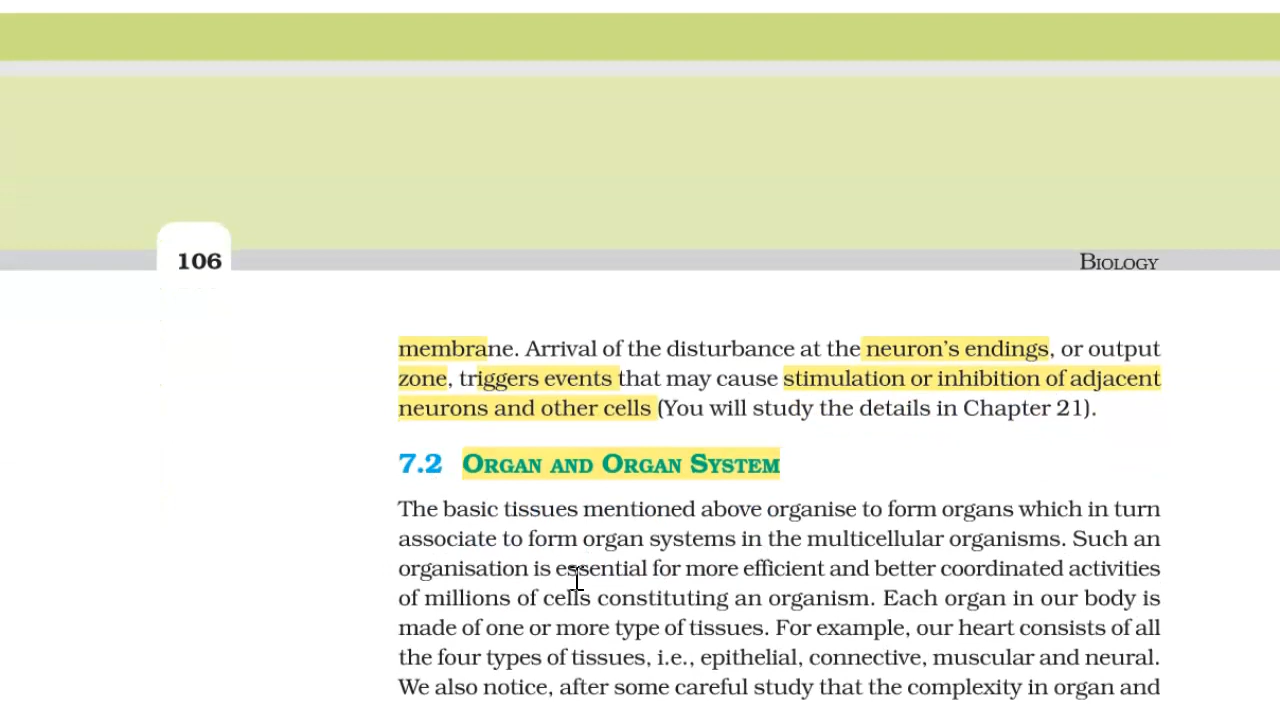 106
BIOLOGY
membrane. Arrival of the disturbance at the neuron's endings, or output
zone, triggers events that may cause stimulation or inhibition of adjacent
neurons and other cells (You will study the details in Chapter 21).
7.2 ORGAN AND ORGAN SYSTEM
The basic tissues mentioned above organise to form organs which in turn
associate to form organ systems in the multicellular organisms. Such an
organisation is essential for more efficient and better coordinated activities
of millions of cells constituting an organism. Each organ in our body is
made of one or more type of tissues. For example, our heart consists of all
the four types of tissues, i.e., epithelial, connective, muscular and neural.
We also notice, after some careful study that the complexity in organ and